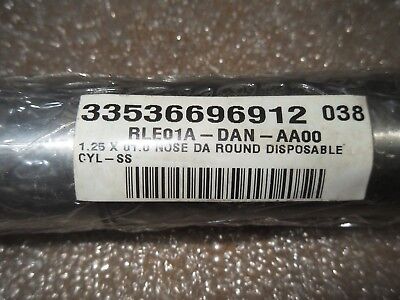 33536696912 038
RLE01A-DAN-AA00
1.25 X 01.0 NOSE DA ROUND DISPOSABLE
CYL-SS